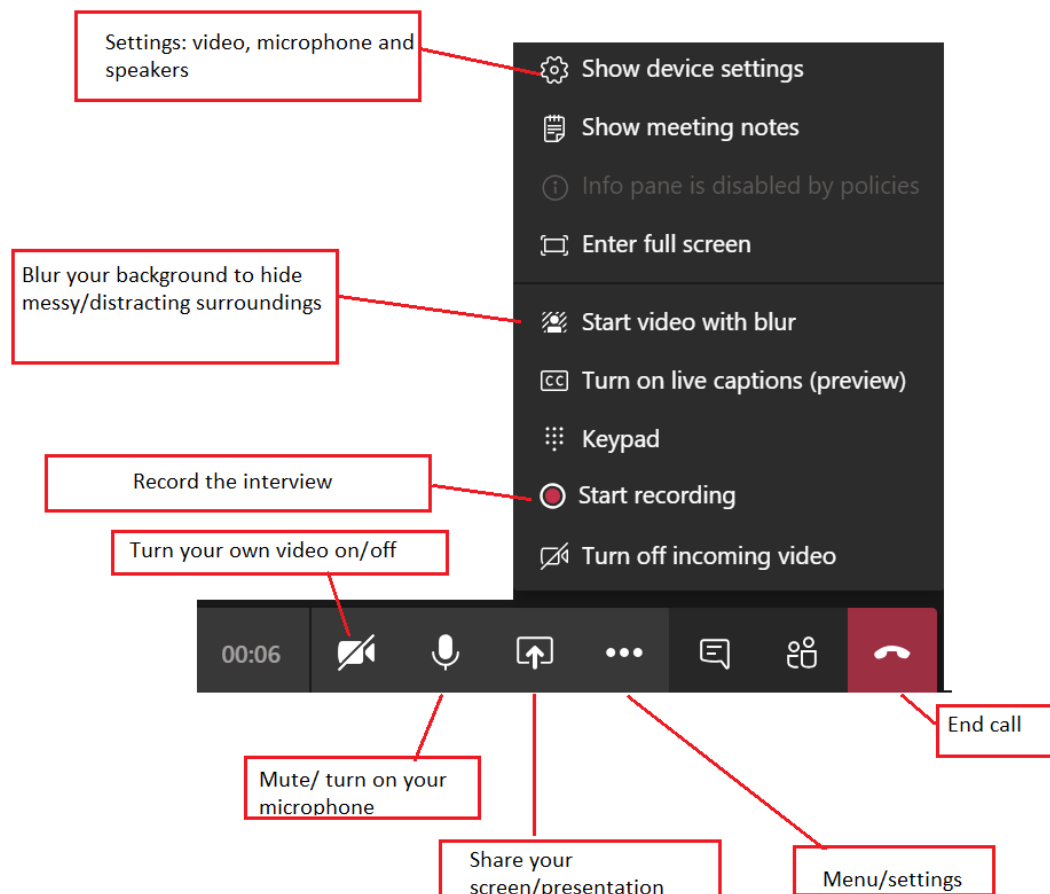 Settings: video, microphone and
speakers
Show device settings
Show meeting notes
Info pane is disabled by policies
Enter full screen
Blur your background to hide
messy/distracting surroundings
Start video with blur
Turn on live captions (preview)
Keypad
Record the interview
Start recording
Turn your own video on/off
Turn off incoming video
00:06
End call
Mute/ turn on your
microphone
Share your
screen/presentation
Menu/settings